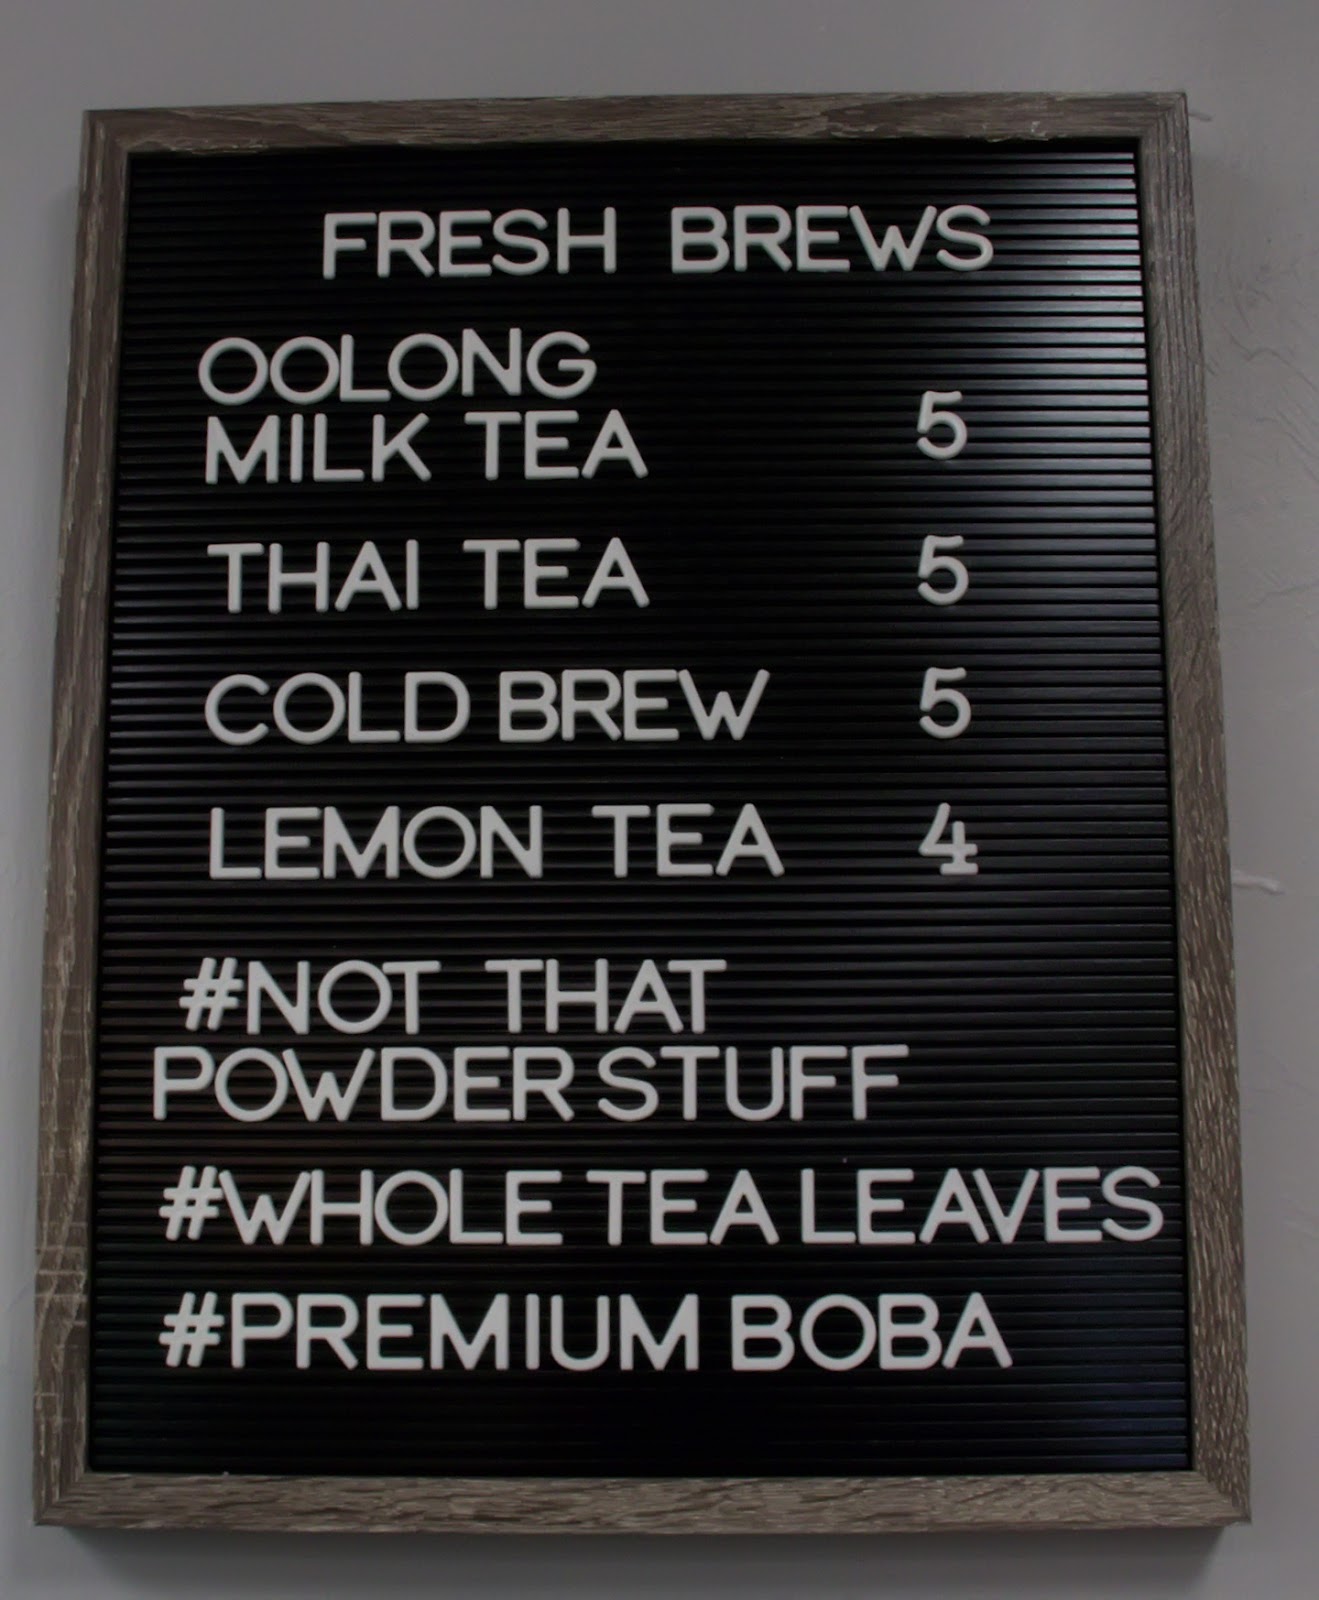 FRESH BREWS
OOLONG
MILK TEA 5
THAI TEA 5
COLD BREW 5
LEMON TEA 4
#NOT THAT
POWDER STUFF
#WHOLE TEA LEAVES
#PREMIUM BOBA